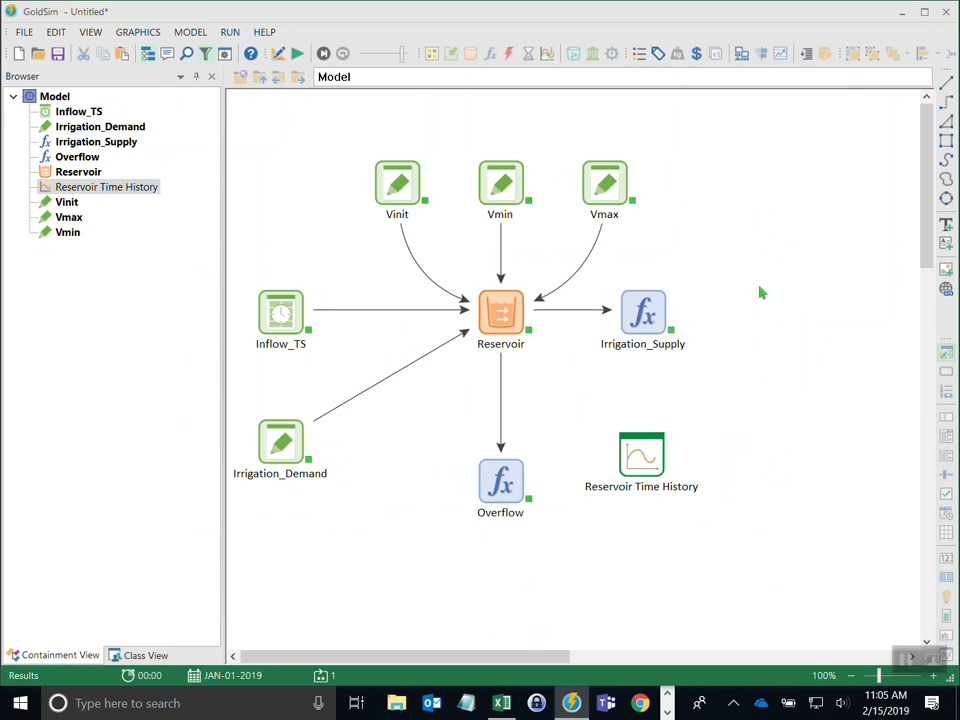 GoldSim - Untitled*
FILE EDIT VIEW GRAPHICS MODEL RUN HELP
Browser
Model
Model
Inflow_TS
Irrigation_Demand
Irrigation_Supply
Overflow
Reservoir
Reservoir Time History
Vinit
Vmax
Vmin
Vinit
Vmin
Vmax
Inflow_TS
Reservoir
Irrigation_Supply
Irrigation_Demand
Reservoir Time History
Overflow
Containment View
Class View
Results
00:00
JAN-01-2019
1
100%
Type here to search
11:05 AM
2/15/2019